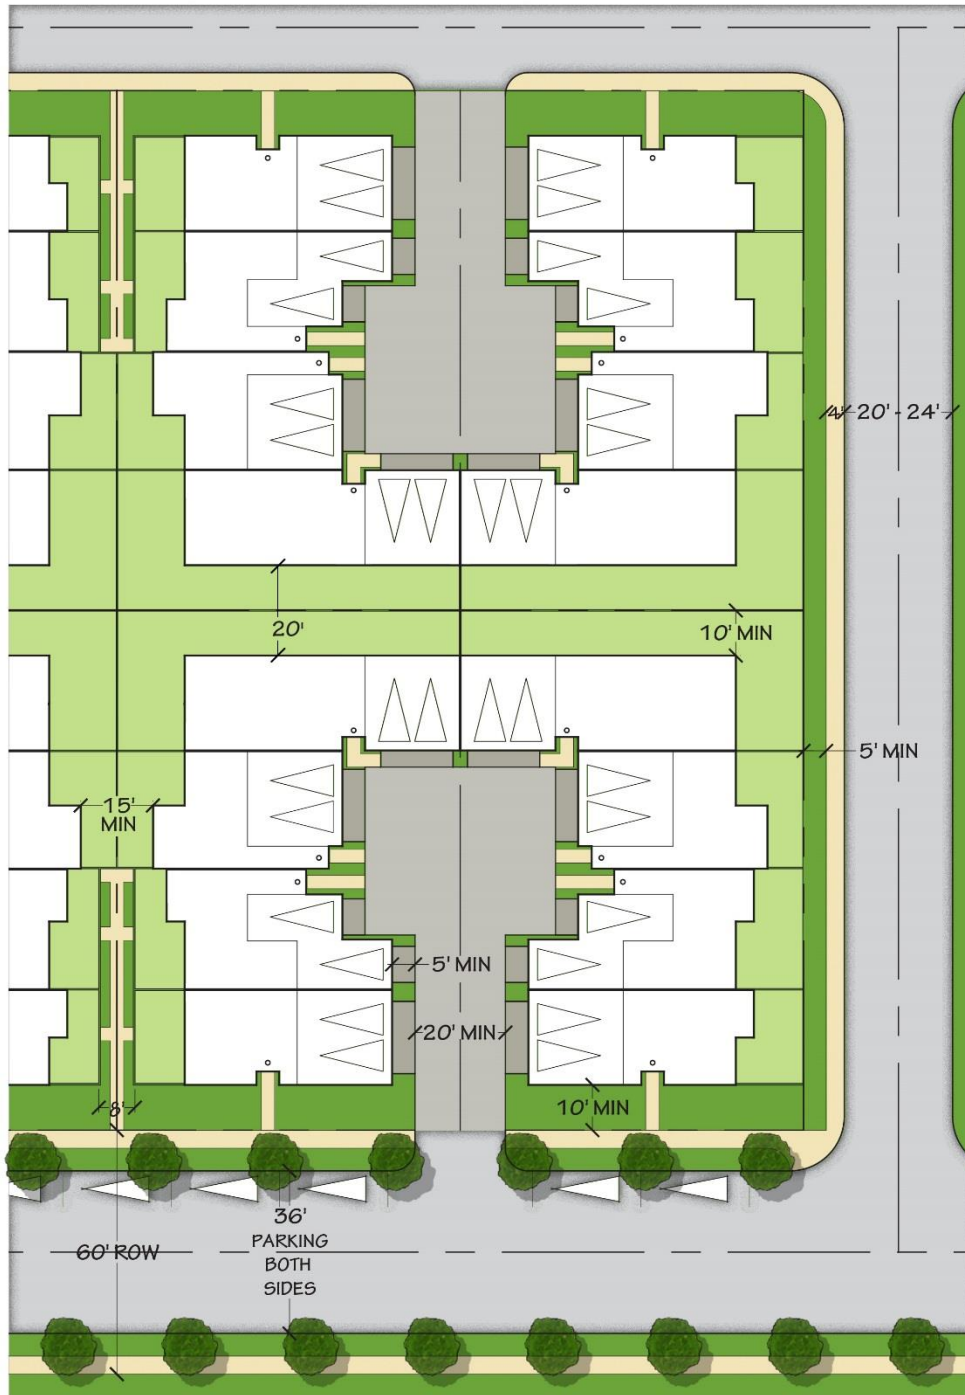 4'
20' - 24'
20'
10' MIN
5' MIN
15'
MIN
5' MIN
20' MIN
8'
10' MIN
36'
PARKING
BOTH
SIDES
60' ROW